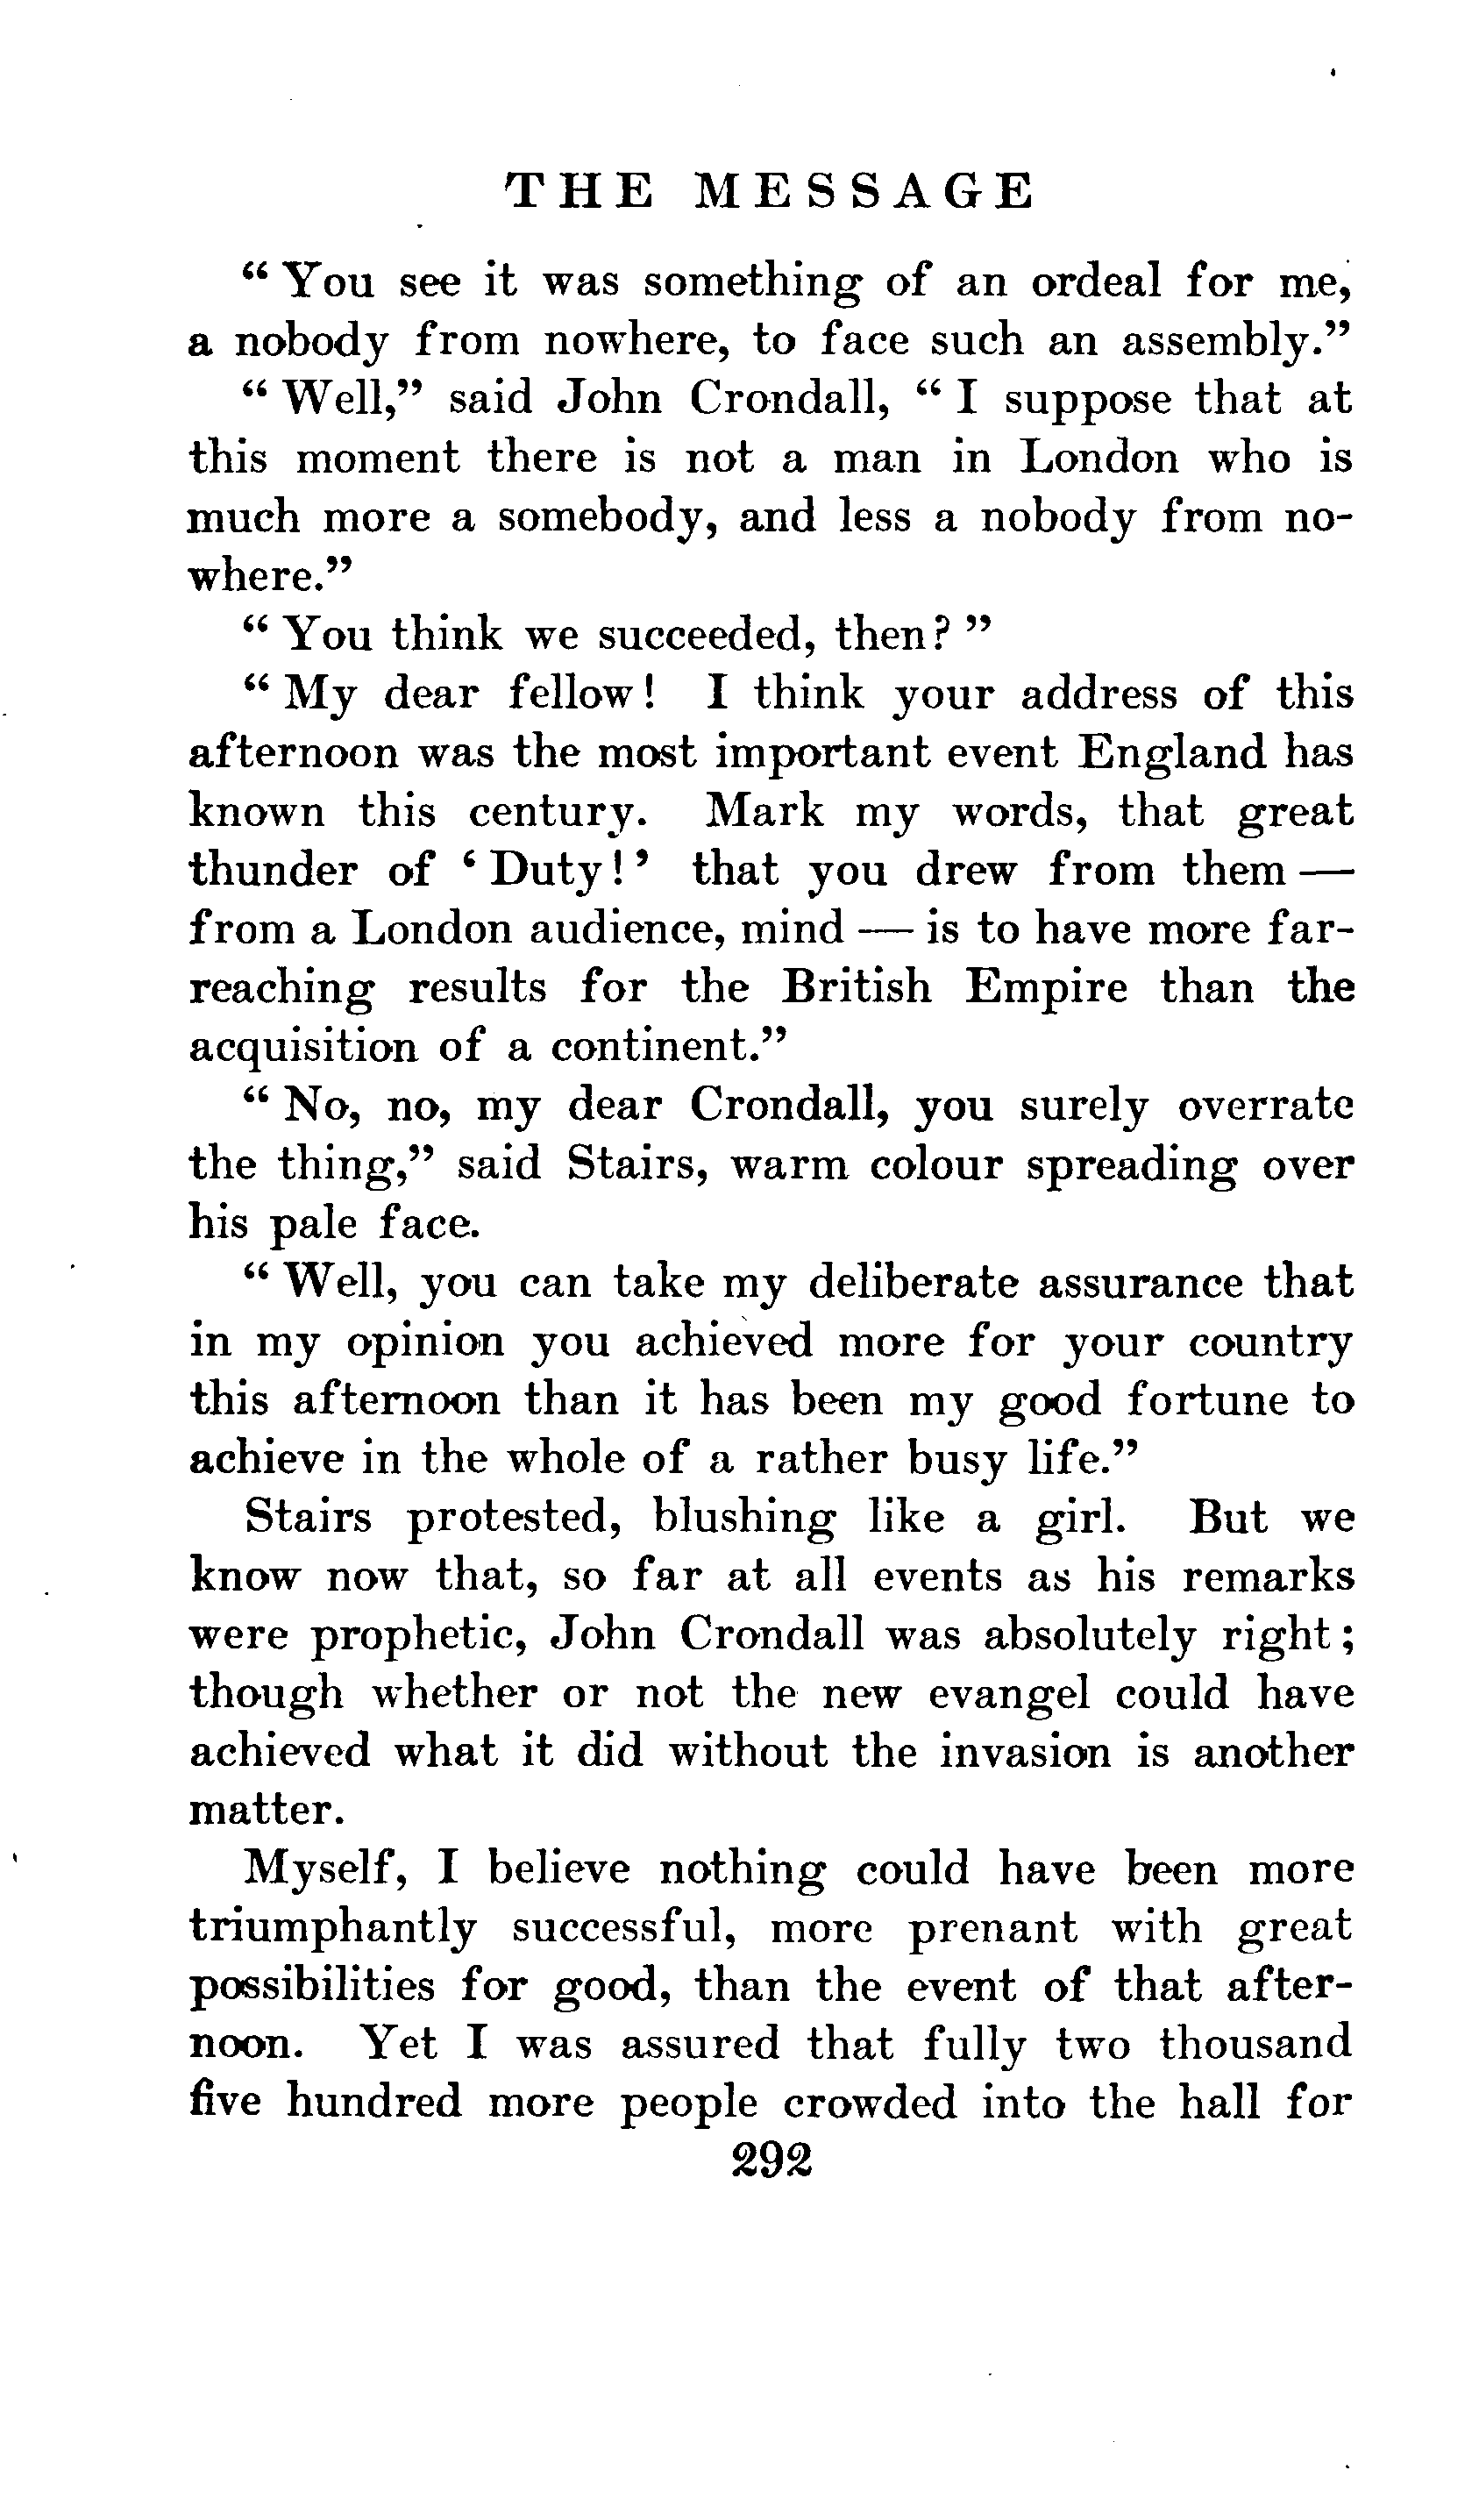 THE MESSAGE
“ You see it was something of an ordeal for me,
a nobody from nowhere, to face such an assembly.”
“ Well,” said John Crondall, “ I suppose that at
this moment there is not a man in London who is
much more a somebody, and less a nobody from no-
where.”
“ You think we succeeded, then? ”
“ My dear fellow! I think your address of this
afternoon was the most important event England has
known this century. Mark my words, that great
thunder of ‘ Duty! ’ that you drew from them —
from a London audience, mind — is to have more far-
reaching results for the British Empire than the
acquisition of a continent.”
“ No, no, my dear Crondall, you surely overrate
the thing,” said Stairs, warm colour spreading over
his pale face.
“ Well, you can take my deliberate assurance that
in my opinion you achieved more for your country
this afternoon than it has been my good fortune to
achieve in the whole of a rather busy life.”
Stairs protested, blushing like a girl. But we
know now that, so far at all events as his remarks
were prophetic, John Crondall was absolutely right;
though whether or not the new evangel could have
achieved what it did without the invasion is another
matter.
Myself, I believe nothing could have been more
triumphantly successful, more prenant with great
possibilities for good, than the event of that after-
noon. Yet I was assured that fully two thousand
five hundred more people crowded into the hall for
292